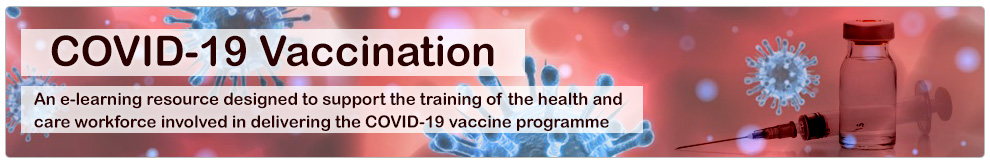 COVID-19 Vaccination
An e-learning resource designed to support the training of the health and
care workforce involved in delivering the COVID-19 vaccine programme